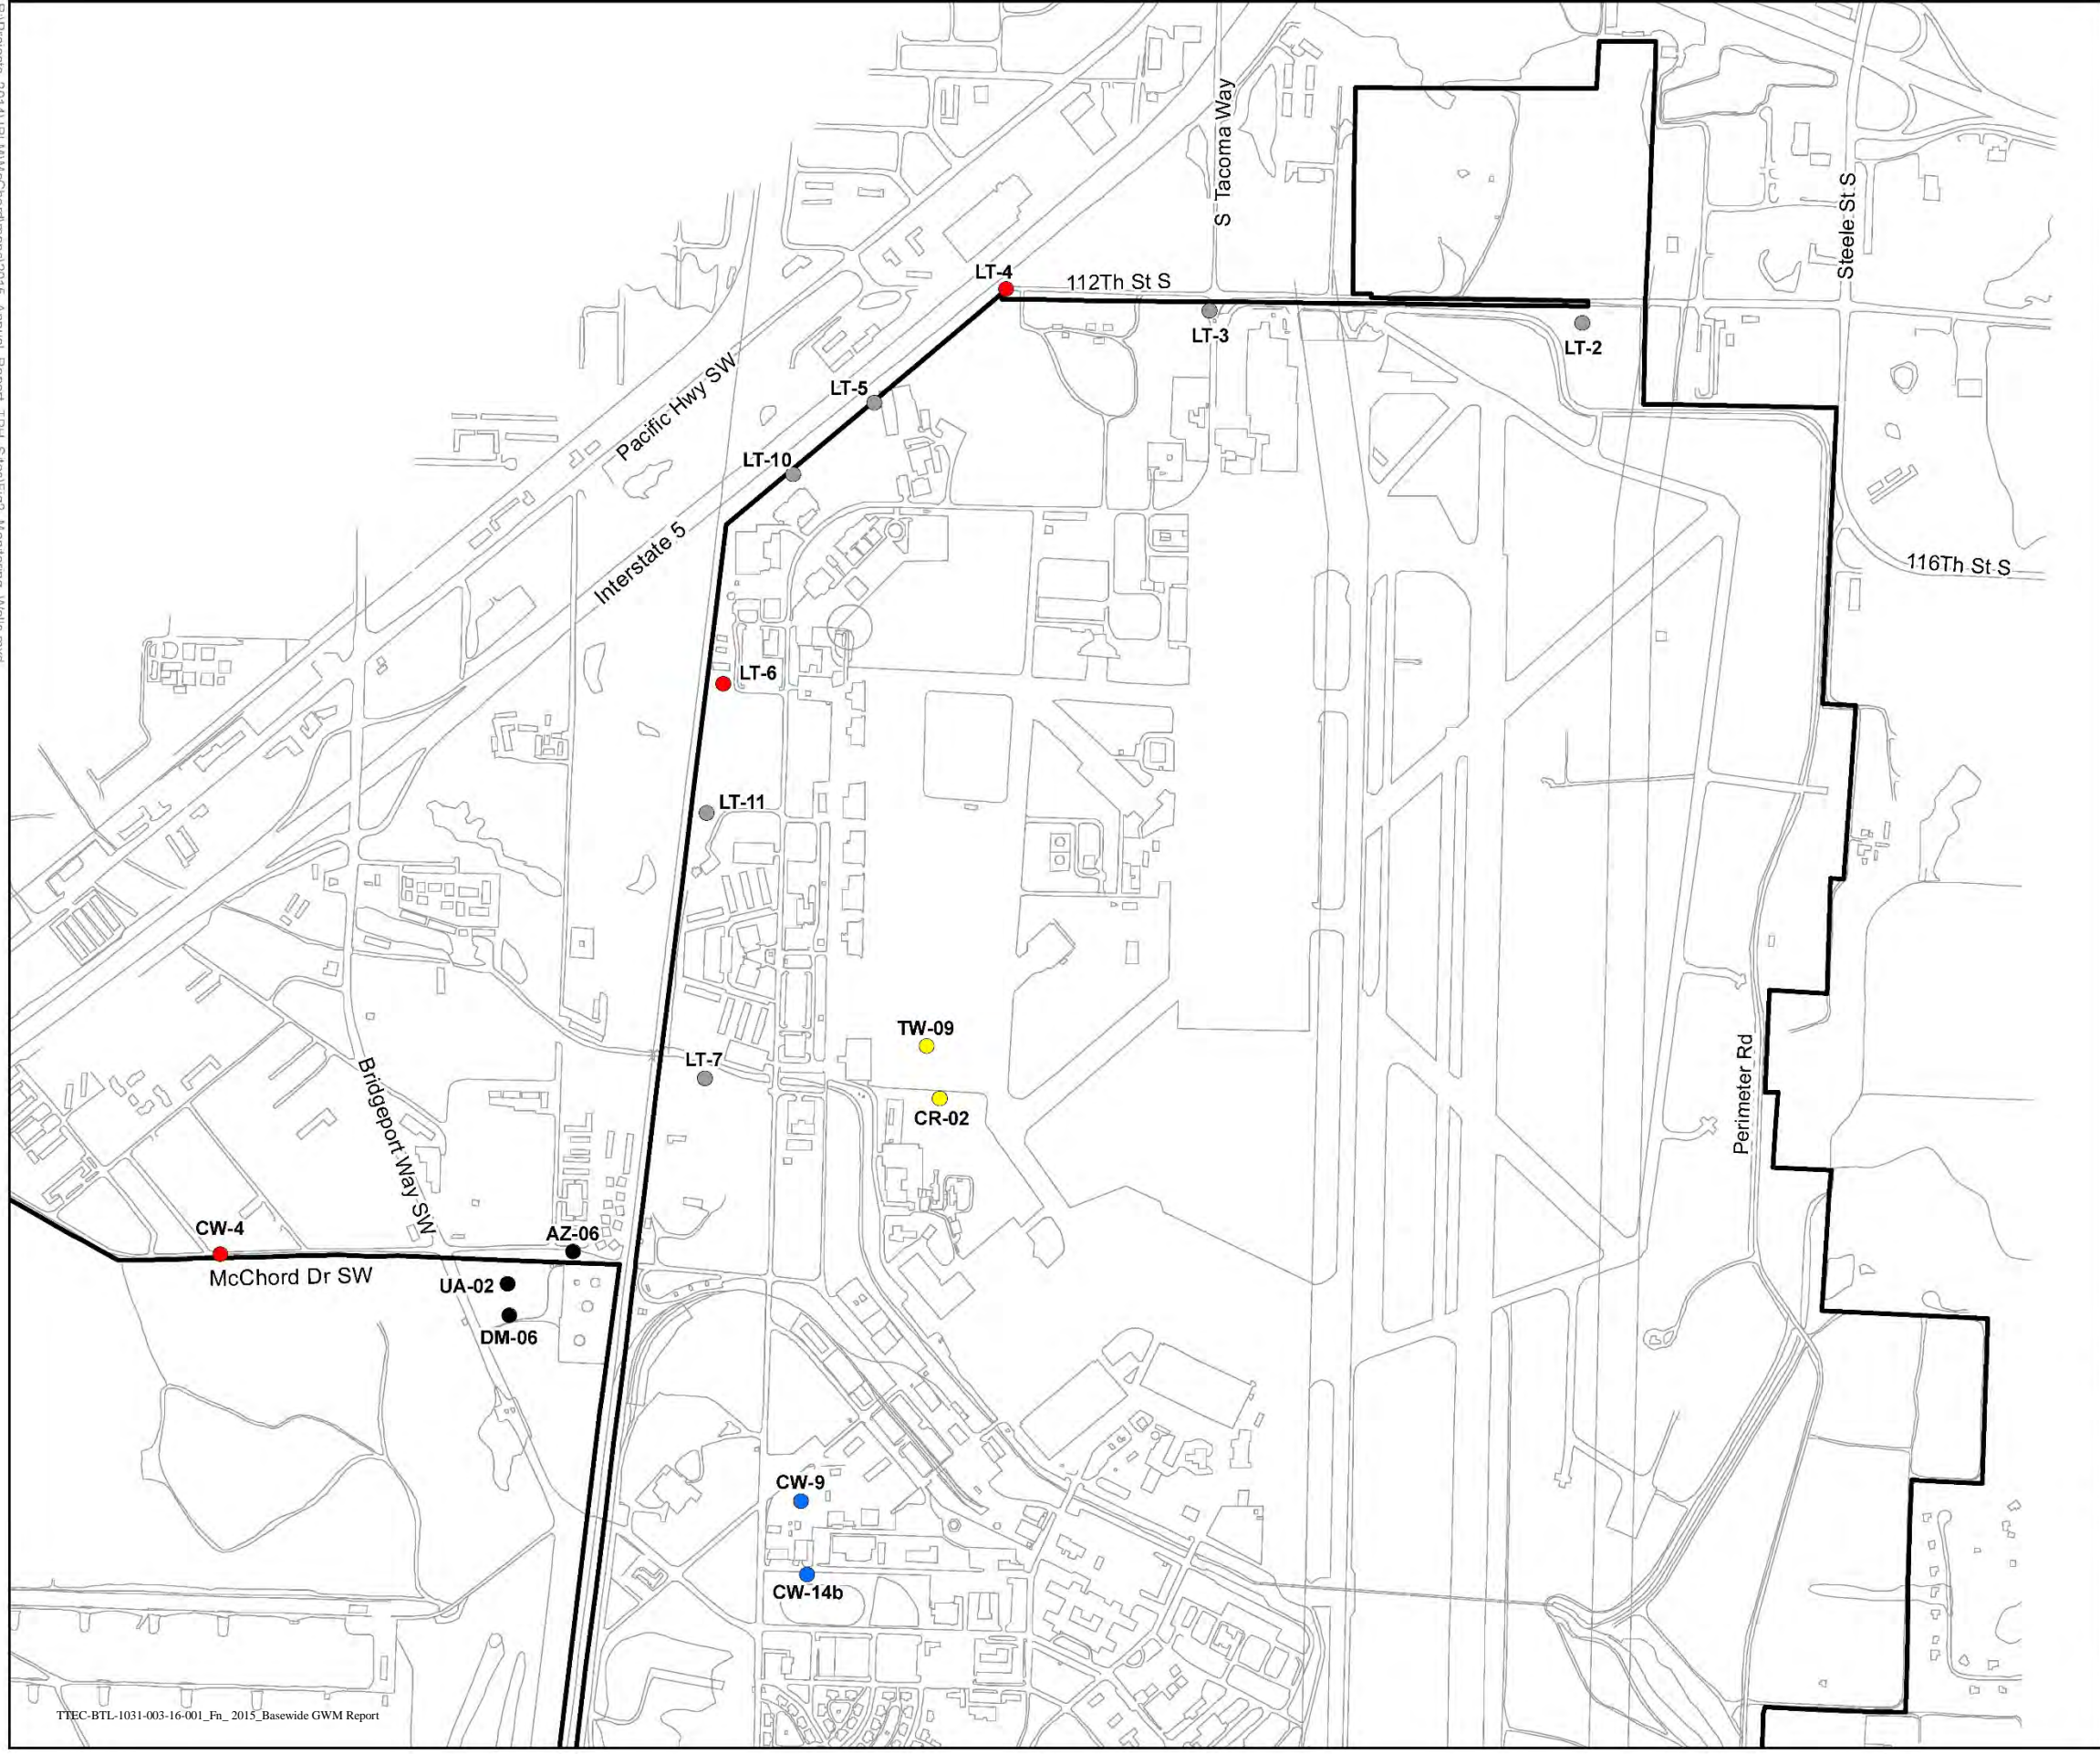 S Tacoma Way
Steele St S
LT-4
112Th St S
LT-3
LT-2
LT-5
Pacific Hwy SW
LT-10
Interstate 5
116Th St S
LT-6
LT-11
TW-09
LT-7
CR-02
Perimeter Rd
Bridgeport Way SW
CW-4
AZ-06
McChord Dr SW
UA-02
DM-06
CW-9
CW-14b
TTEC-BTL-1031-003-16-001_Fn_ 2015_Basewide GWM Report